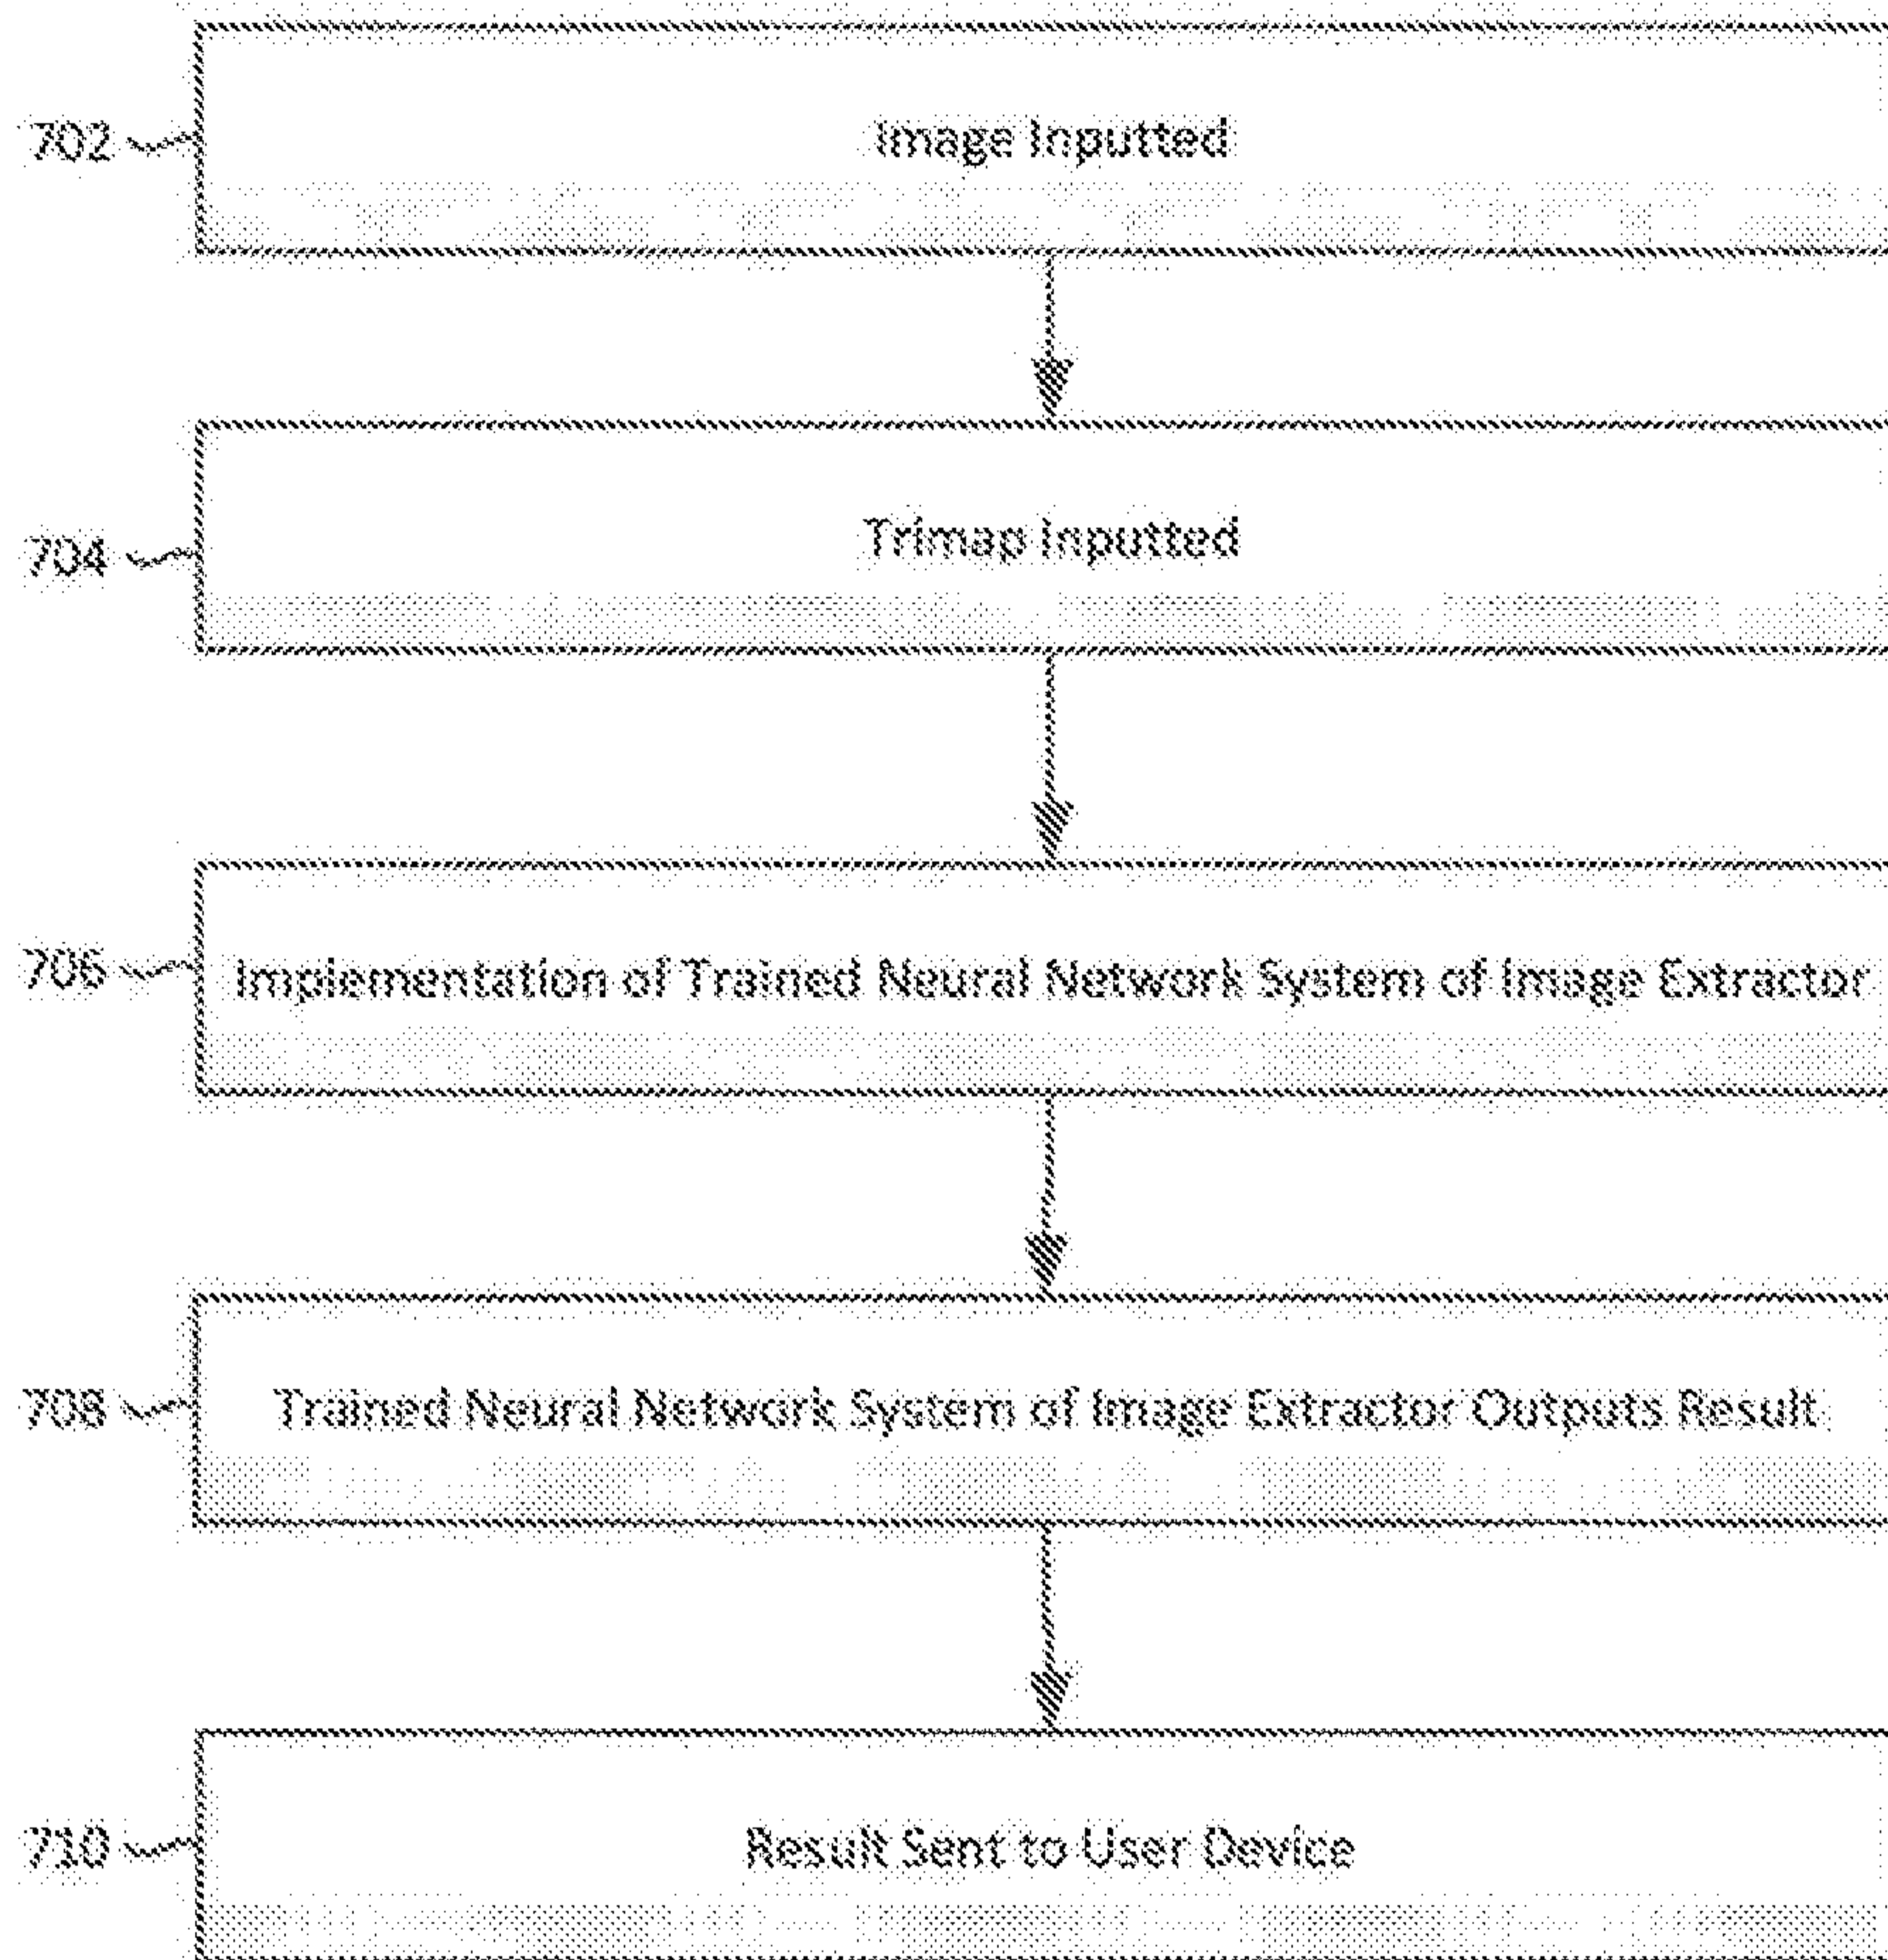 702 Image Inputted
704 Trimap Inputted
706 Implementation of Trained Neural Network System of Image Extractor
708 Trained Neural Network System of Image Extractor Outputs Result
710 Result Sent to User Device